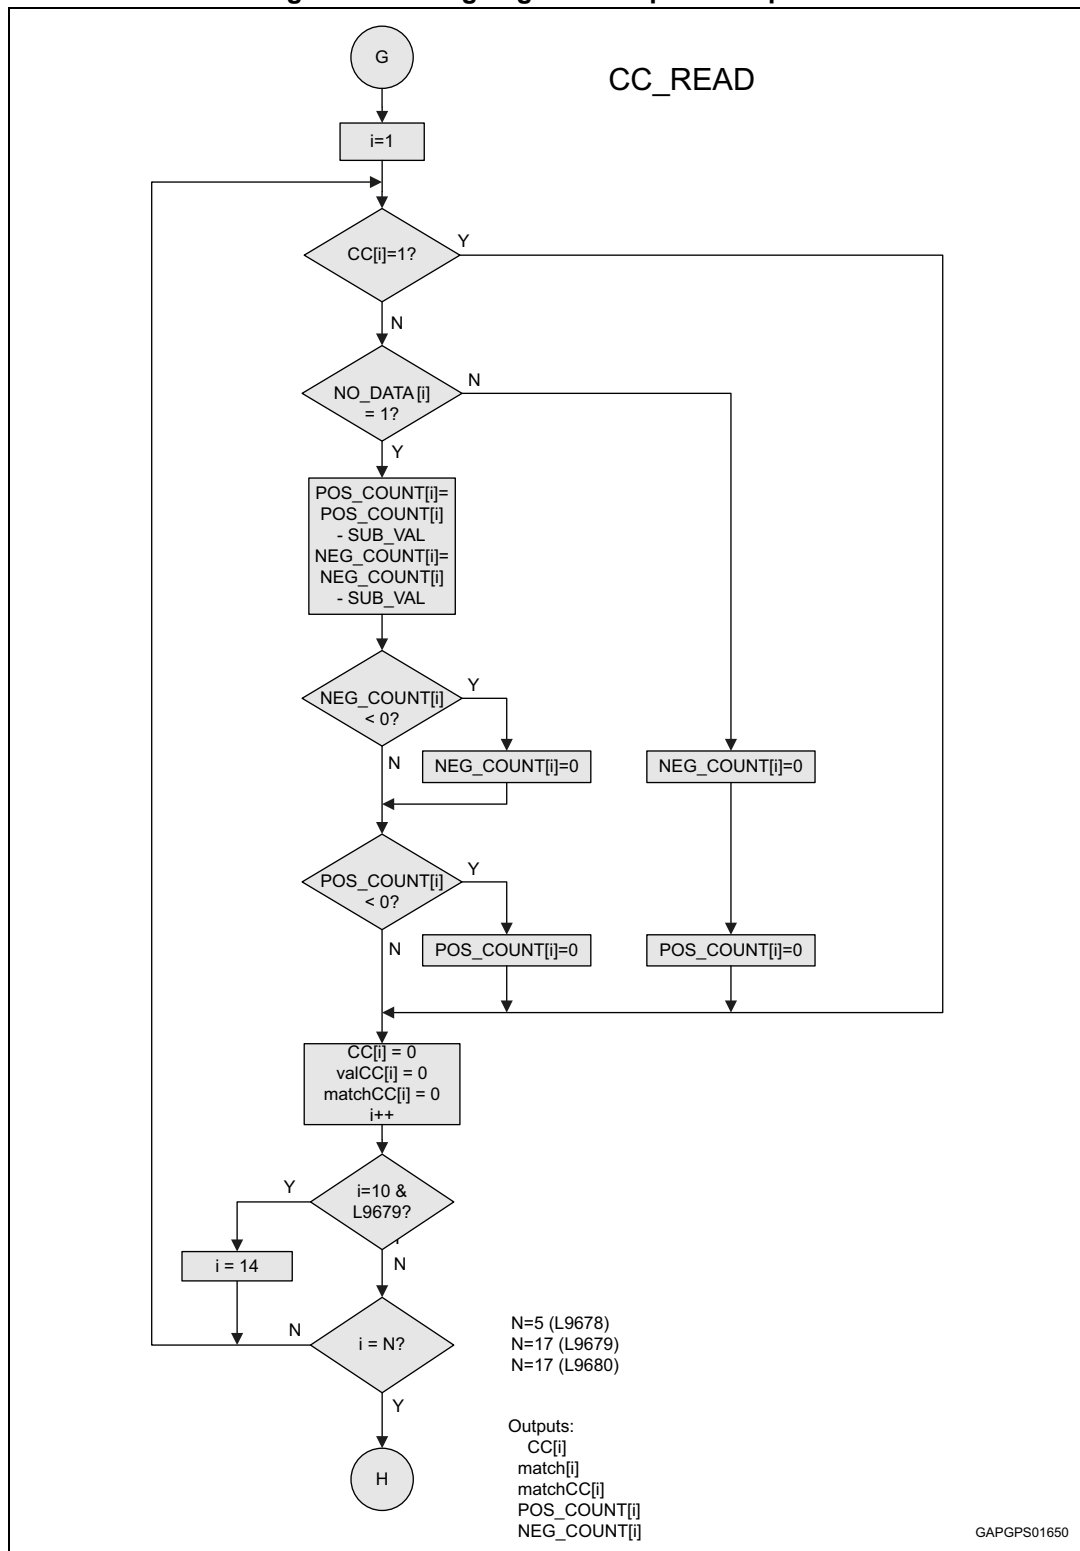 G
CC_READ
i=1
CC[i]=1?
Y
N
NO_DATA[i]
= 1?
N
Y
POS_COUNT[i]=
POS_COUNT[i]
- SUB_VAL
NEG_COUNT[i]=
NEG_COUNT[i]
- SUB_VAL
NEG_COUNT[i]
< 0?
Y
N
NEG_COUNT[i]=0
NEG_COUNT[i]=0
POS_COUNT[i]
< 0?
Y
N
POS_COUNT[i]=0
POS_COUNT[i]=0
CC[i] = 0
valCC[i] = 0
matchCC[i] = 0
i++
i=10 &
L9679?
Y
N
i = 14
i = N?
N
Y
N=5 (L9678)
N=17 (L9679)
N=17 (L9680)
H
Outputs:
CC[i]
match[i]
matchCC[i]
POS_COUNT[i]
NEG_COUNT[i]
GAPGPS01650